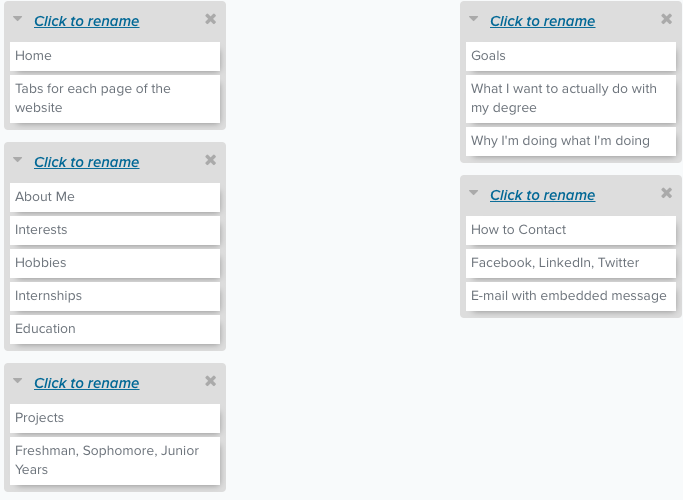 Click to rename
Home
Tabs for each page of the
website
Click to rename
About Me
Interests
Hobbies
Internships
Education
Click to rename
Projects
Freshman, Sophomore, Junior
Years
Click to rename
Goals
What I want to actually do with
my degree
Why I'm doing what I'm doing
Click to rename
How to Contact
Facebook, LinkedIn, Twitter
E-mail with embedded message